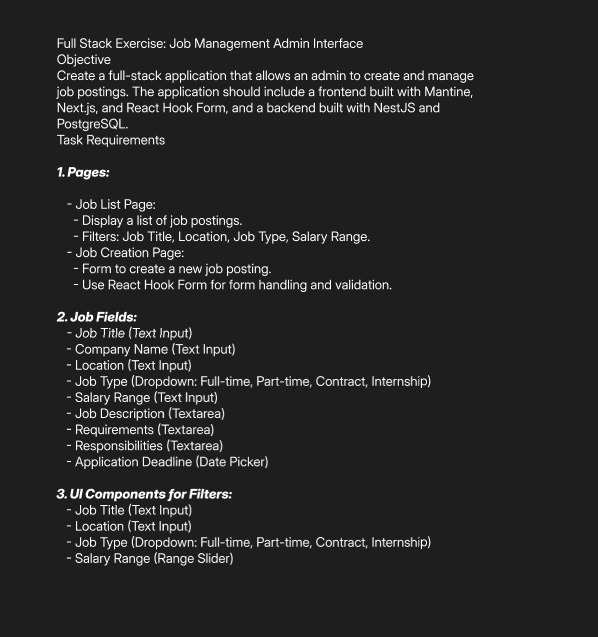 Full Stack Exercise: Job Management Admin Interface
Objective
Create a full-stack application that allows an admin to create and manage
job postings. The application should include a frontend built with Mantine,
Next.js, and React Hook Form, and a backend built with NestJS and
PostgreSQL.
Task Requirements
1. Pages:
- Job List Page:
- Display a list of job postings.
- Filters: Job Title, Location, Job Type, Salary Range.
- Job Creation Page:
- Form to create a new job posting.
- Use React Hook Form for form handling and validation.
2. Job Fields:
- Job Title (Text Input)
- Company Name (Text Input)
- Location (Text Input)
- Job Type (Dropdown: Full-time, Part-time, Contract, Internship)
- Salary Range (Text Input)
- Job Description (Textarea)
- Requirements (Textarea)
- Responsibilities (Textarea)
- Application Deadline (Date Picker)
3. UI Components for Filters:
- Job Title (Text Input)
- Location (Text Input)
- Job Type (Dropdown: Full-time, Part-time, Contract, Internship)
- Salary Range (Range Slider)